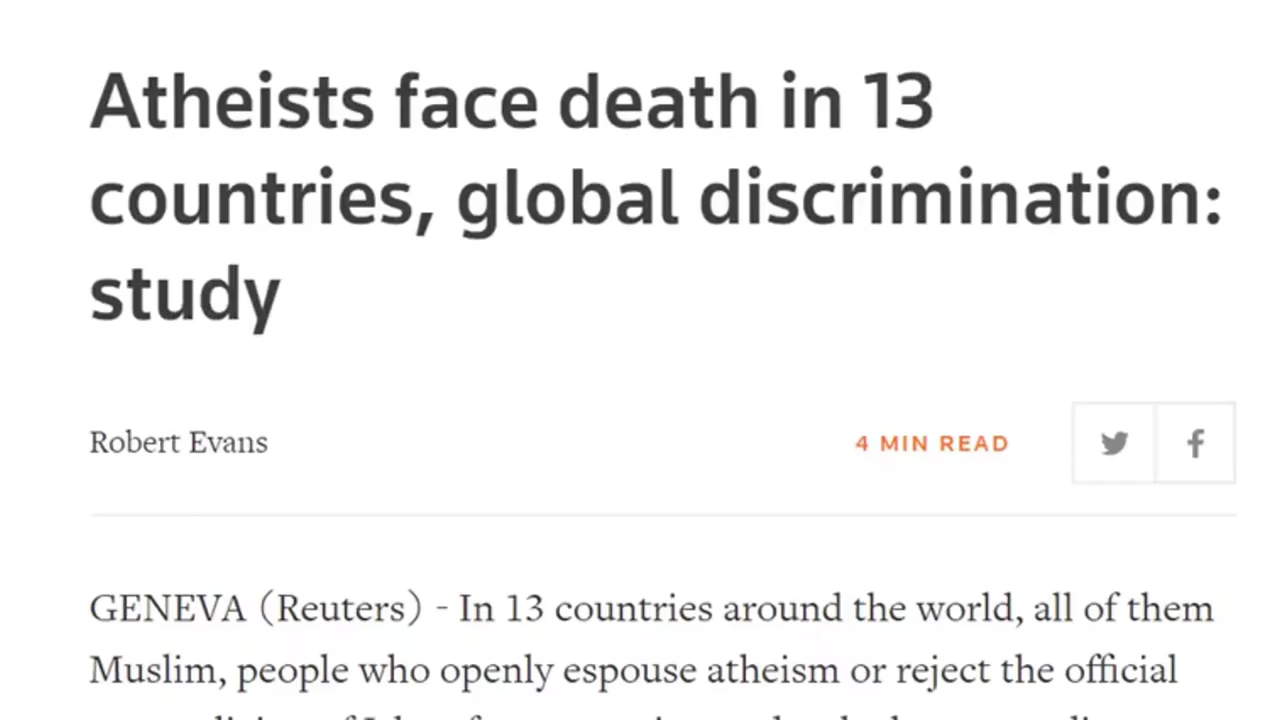 Atheists face death in 13
countries, global discrimination:
study
Robert Evans
4 MIN READ
GENEVA (Reuters) - In 13 countries around the world, all of them
Muslim, people who openly espouse atheism or reject the official